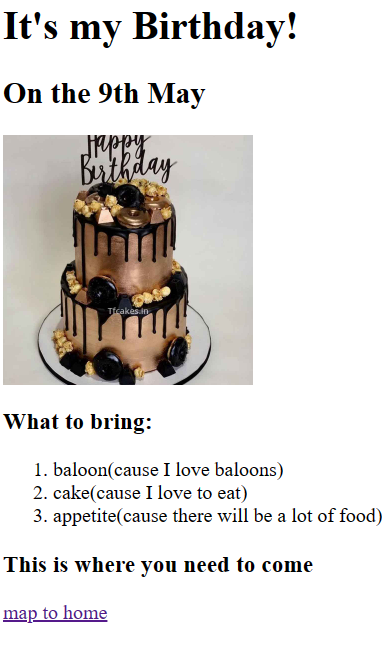 It's my Birthday!
On the 9th May
Happy
Birthday
Tfcakes.in
What to bring:
1. baloon(cause I love baloons)
2. cake(cause I love to eat)
3. appetite(cause there will be a lot of food)
This is where you need to come
map to home